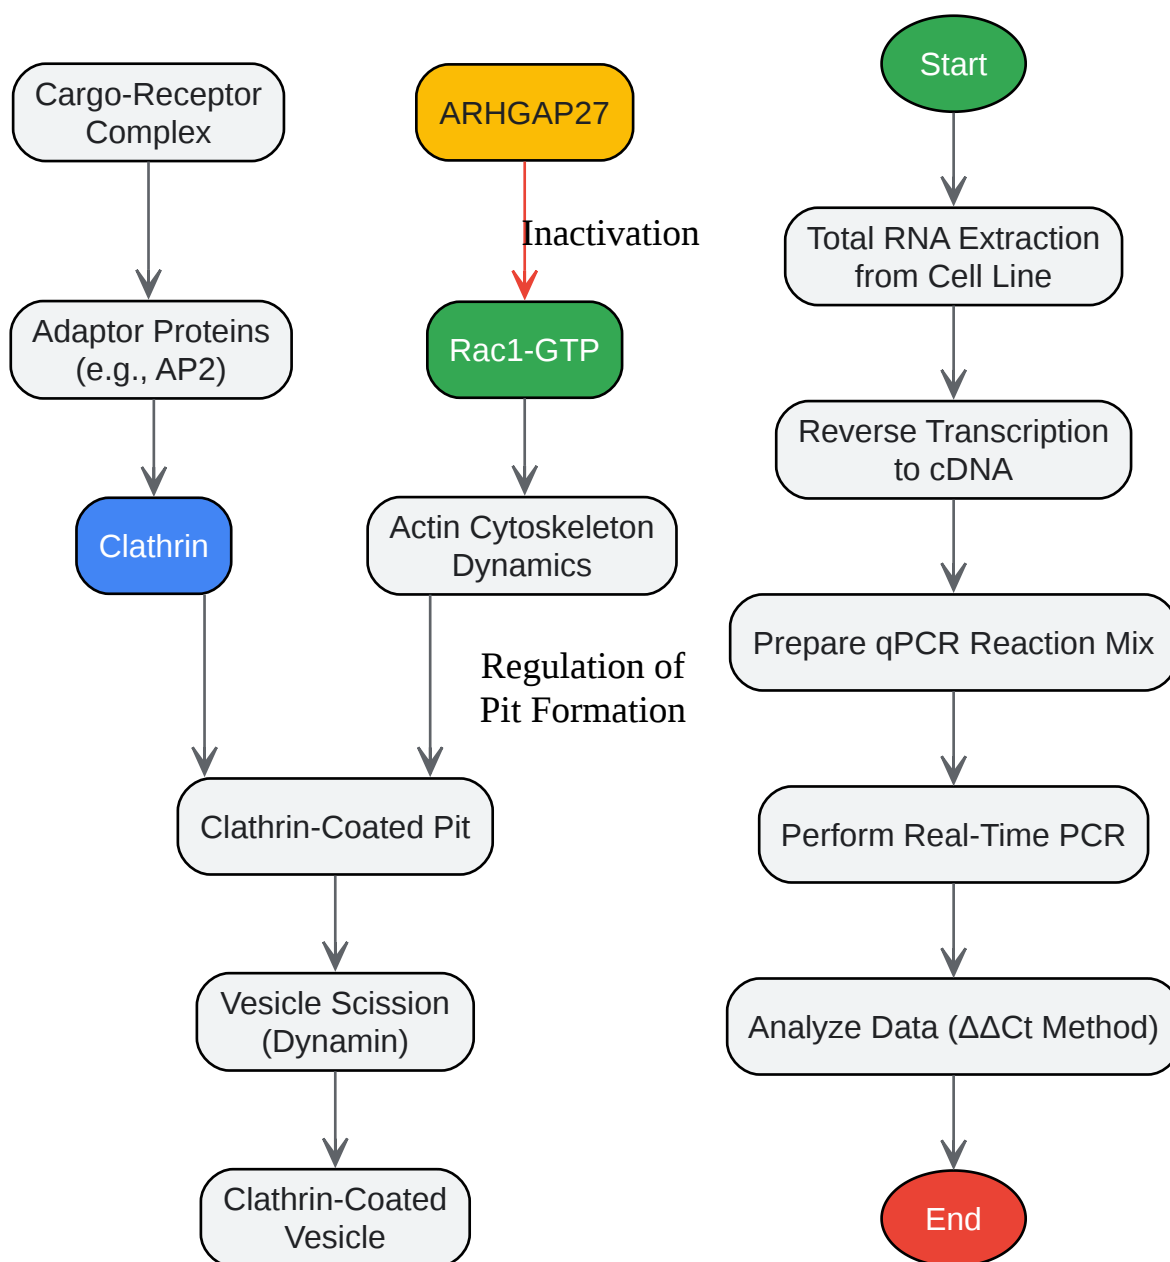 Cargo-Receptor
Complex
ARHGAP27
Inactivation
Adaptor Proteins
(e.g., AP2)
Rac1-GTP
Clathrin
Actin Cytoskeleton
Dynamics
Regulation of
Pit Formation
Clathrin-Coated Pit
Vesicle Scission
(Dynamin)
Clathrin-Coated
Vesicle
Start
Total RNA Extraction
from Cell Line
Reverse Transcription
to cDNA
Prepare qPCR Reaction Mix
Perform Real-Time PCR
Analyze Data (ΔΔCt Method)
End